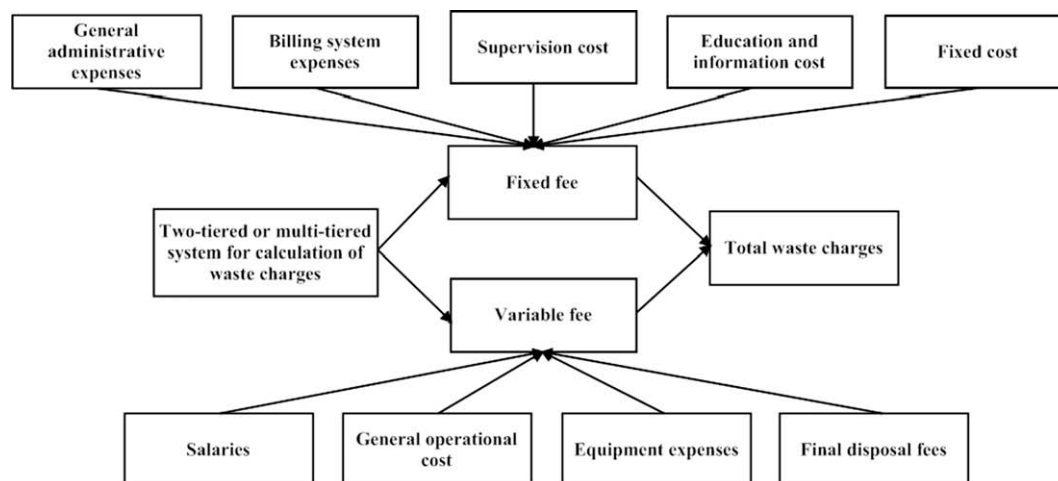 General
administrative
expenses
Billing system
expenses
Supervision cost
Education and
information cost
Fixed cost
Fixed fee
Two-tiered or multi-tiered
system for calculation of
waste charges
Total waste charges
Variable fee
Salaries
General operational
cost
Equipment expenses
Final disposal fees